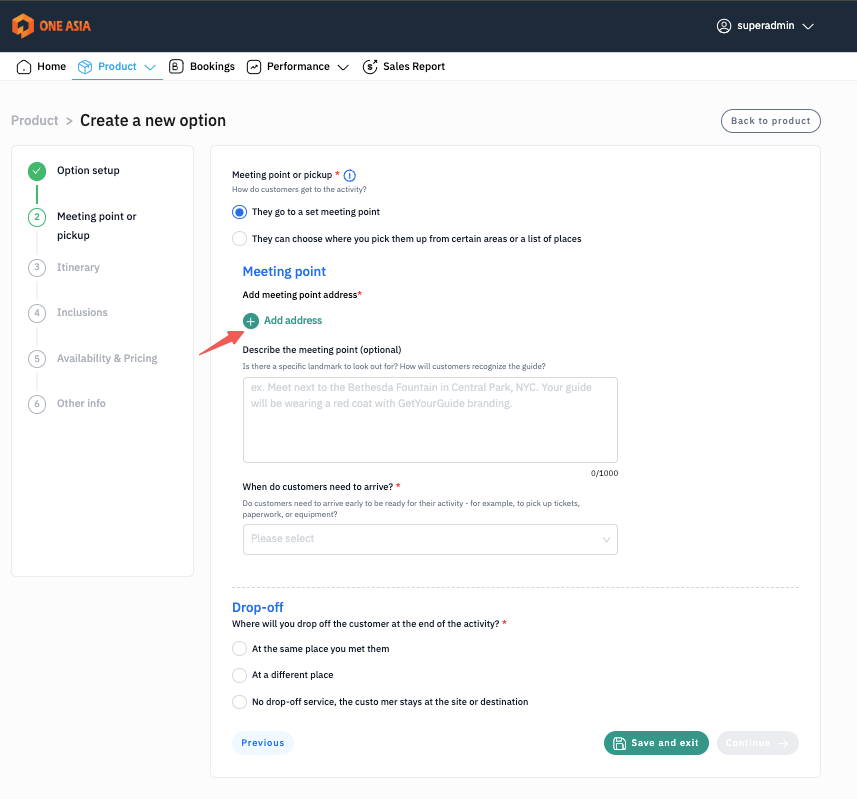 ONE ASIA
superadmin
Home
Product
Bookings
Performance
Sales Report
Product > Create a new option
Back to product
Option setup
2
Meeting point or
pickup
3
Itinerary
4
Inclusions
5
Availability & Pricing
6
Other info
Meeting point or pickup *
How do customers get to the activity?
They go to a set meeting point
They can choose where you pick them up from certain areas or a list of places
Meeting point
Add meeting point address*
Add address
Describe the meeting point (optional)
Is there a specific landmark to look out for? How will customers recognize the guide?
ex. Meet next to the Bethesda Fountain in Central Park, NYC. Your guide
will be wearing a red coat with GetYourGuide branding.
0/1000
When do customers need to arrive? *
Do customers need to arrive early to be ready for their activity - for example, to pick up tickets,
paperwork, or equipment?
Please select
Drop-off
Where will you drop off the customer at the end of the activity? *
At the same place you met them
At a different place
No drop-off service, the custo mer stays at the site or destination
Previous
Save and exit
Continue